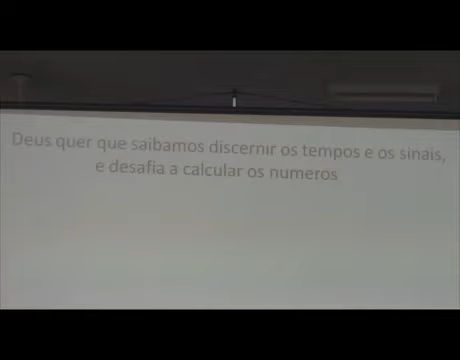 Deus quer que saibamos discernir os tempos e os sinais,
e desafia a calcular os numeros